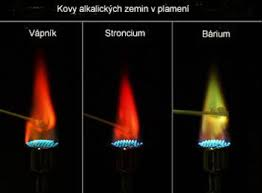 Kovy alkalických zemin v plameni
Vápník
Stroncium
Bárium